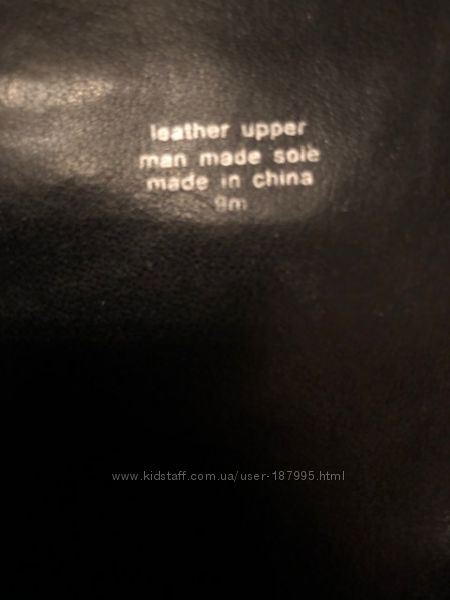 leather upper
man made sole
made in china
9m
www.kidstaff.com.ua/user-187995.html